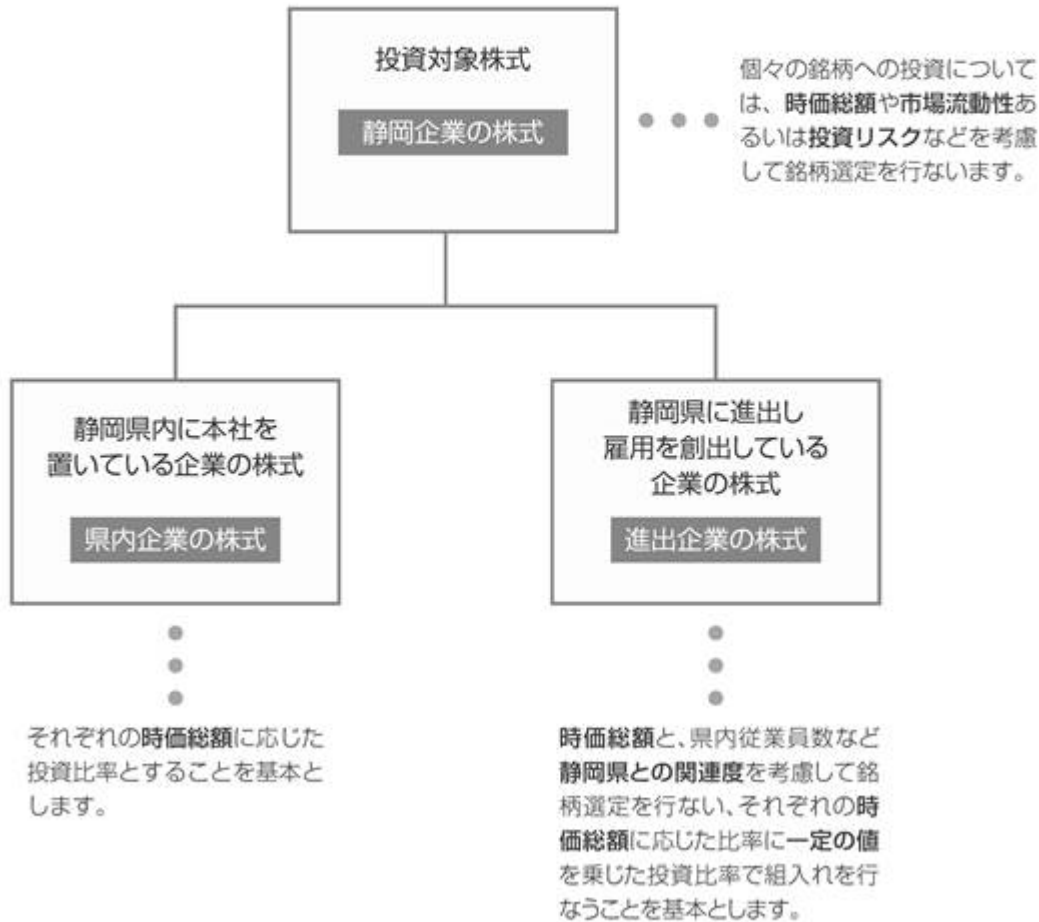 投資対象株式
静岡企業の株式
個々の銘柄への投資について
は、時価総額や市場流動性あ
るいは投資リスクなどを考慮
して銘柄選定を行ないます。
静岡県内に本社を
置いている企業の株式
県内企業の株式
静岡県に進出し
雇用を創出している
企業の株式
進出企業の株式
それぞれの時価総額に応じた
投資比率とすることを基本と
します。
時価総額と、県内従業員数など
静岡県との関連度を考慮して銘
柄選定を行ない、それぞれの時
価総額に応じた比率に一定の値
を乗じた投資比率で組入れを行
なうことを基本とします。